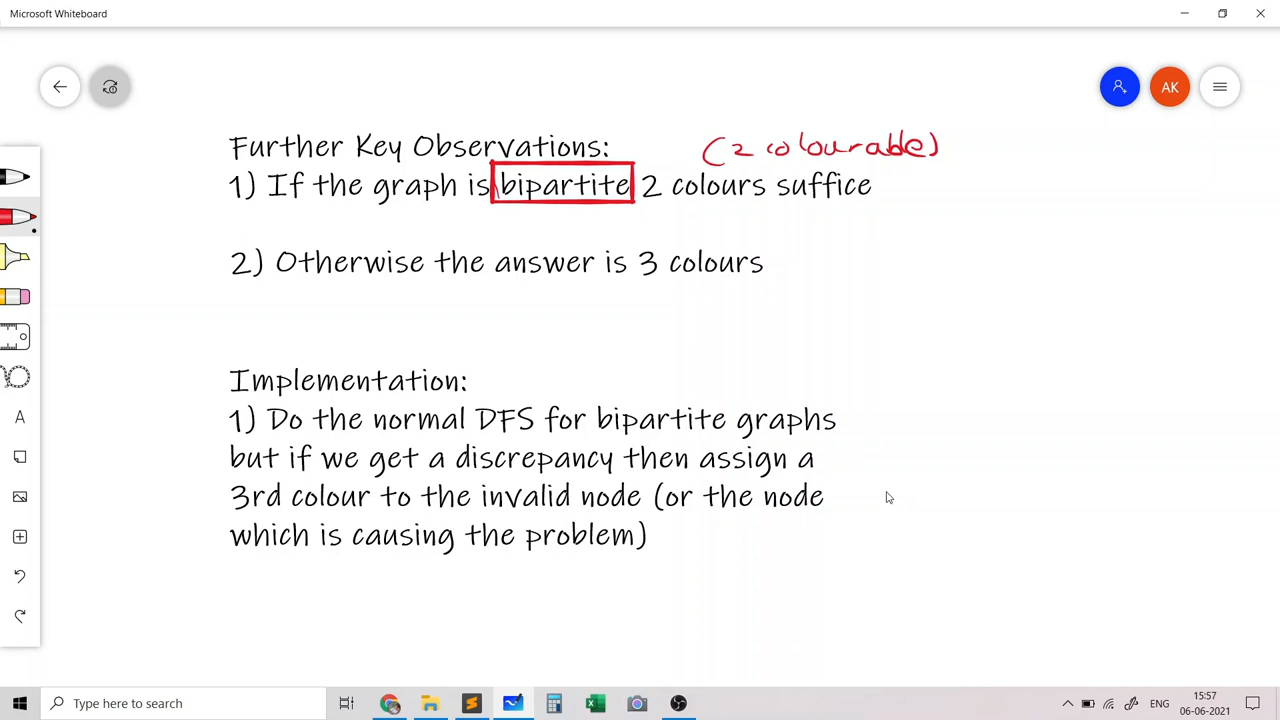 Microsoft Whiteboard
AK
Further Key Observations:
(2 colourable)
1) If the graph is bipartite 2 colours suffice
2) Otherwise the answer is 3 colours
Implementation:
1) Do the normal DFS for bipartite graphs
but if we get a discrepancy then assign a
3rd colour to the invalid node (or the node
which is causing the problem)
A
Type here to search
ENG
15:57
06-06-2021